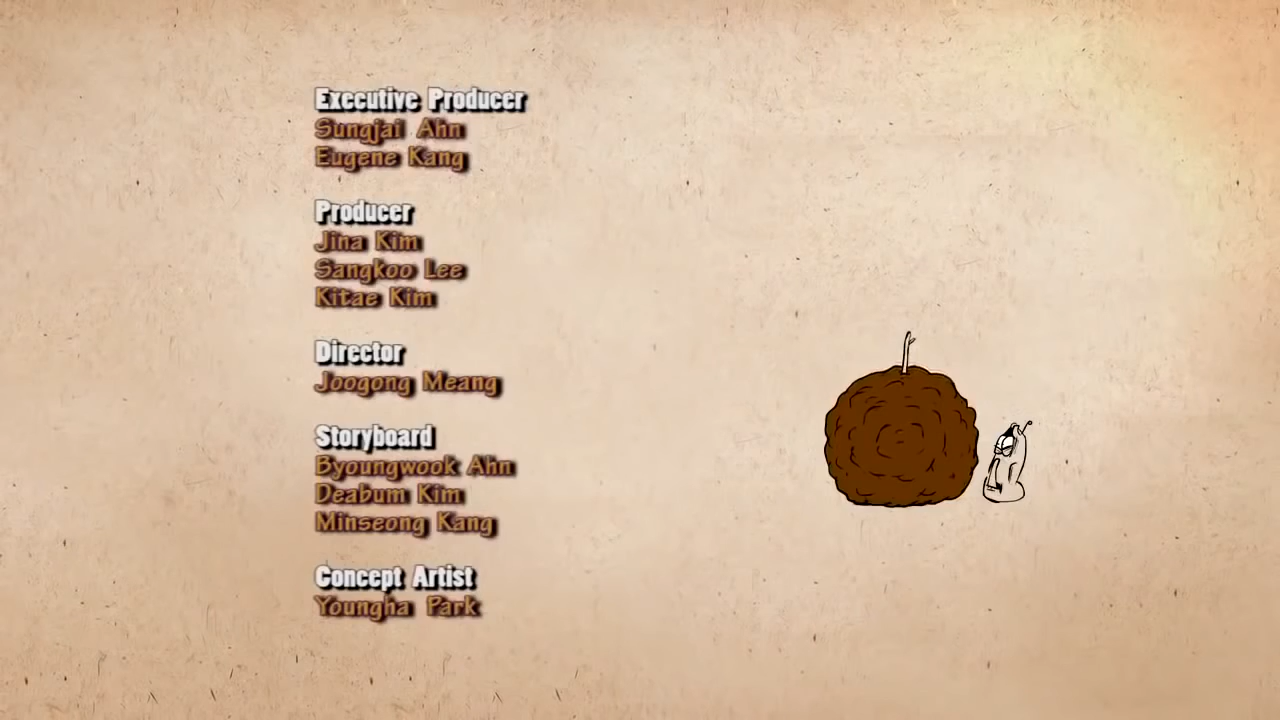 Executive Producer
Sungjai Ahn
Eugene Kang
Producer
Jina Kim
Sangkoo Lee
Kitae Kim
Director
Joogong Meang
Storyboard
Byoungwook Ahn
Deabum Kim
Minseong Kang
Concept Artist
Youngha Park